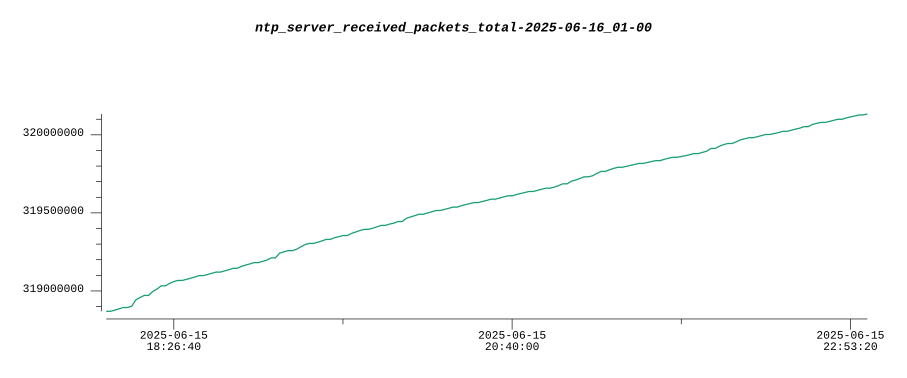 ntp_server_received_packets_total-2025-06-16_01-00
320000000
319500000
319000000
2025-06-15 2025-06-15 2025-06-15
18:26:40 20:40:00 22:53:20